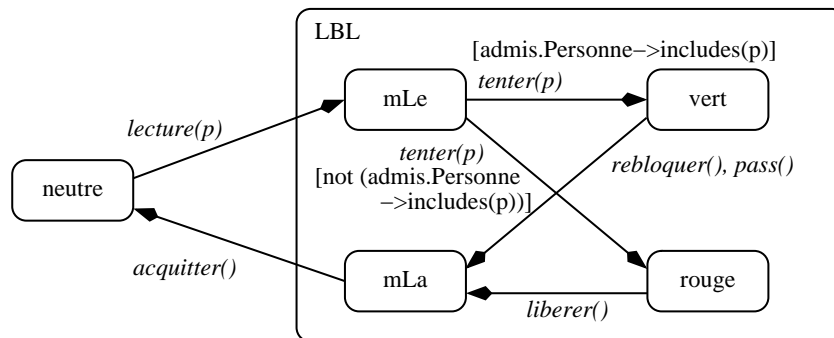 LBL
[admis.Personne−>includes(p)]
tenter(p)
mLe
vert
lecture(p)
tenter(p)
[not (admis.Personne
−>includes(p))]
rebloquer(), pass()
neutre
acquitter()
mLa
rouge
liberer()